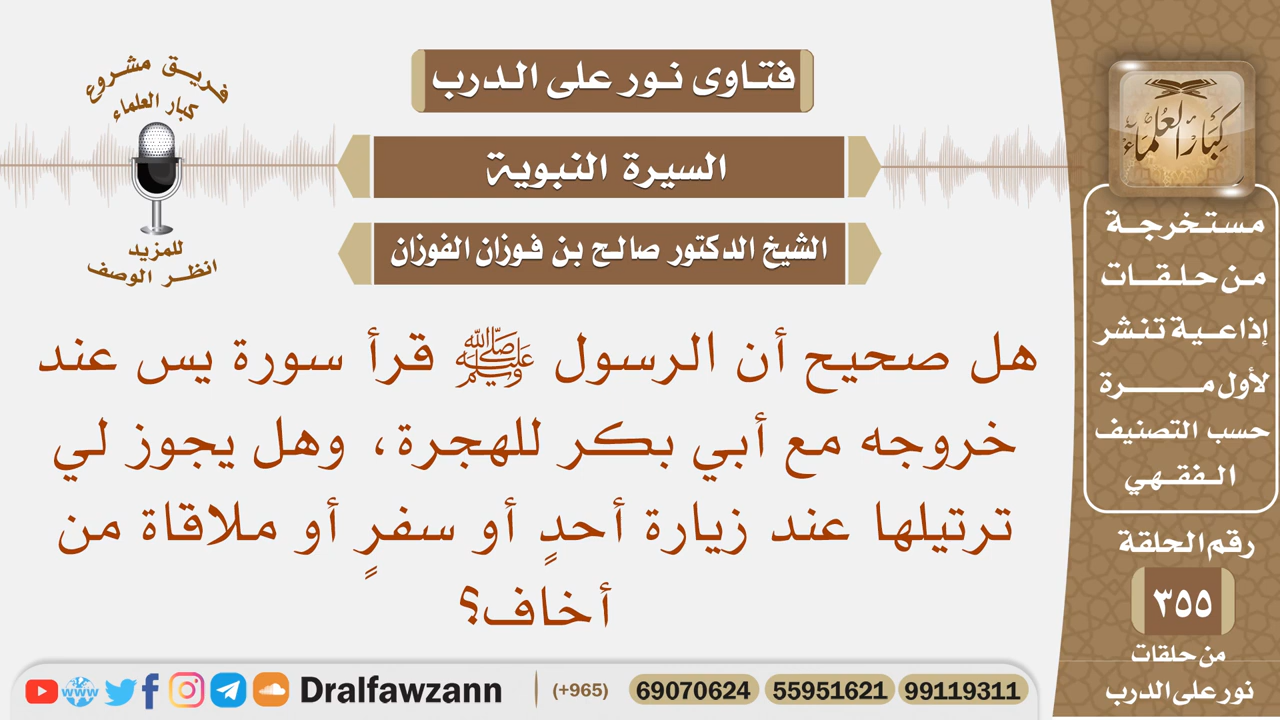 فتاوى نور على الدرب
السيرة النبوية
الشيخ الدكتور صالح بن فوزان الفوزان
هل صحيح أن الرسول ﷺ قرأ سورة يس عند
خروجه مع أبي بكر للهجرة، وهل يجوز لي
ترتيلها عند زيارة أحدٍ أو سفرٍ أو ملاقاة من
أخاف؟
فريق مشروع
كبار العلماء
للمزيد
انظر الوصف
كبار العلماء
مستخرجة
من حلقات
إذاعية تنشر
لأول مرة
حسب التصنيف
الفقهي
رقم الحلقة
٣٥٥
من حلقات
نور على الدرب
www Dralfawzann (+965) 69070624 55951621 99119311